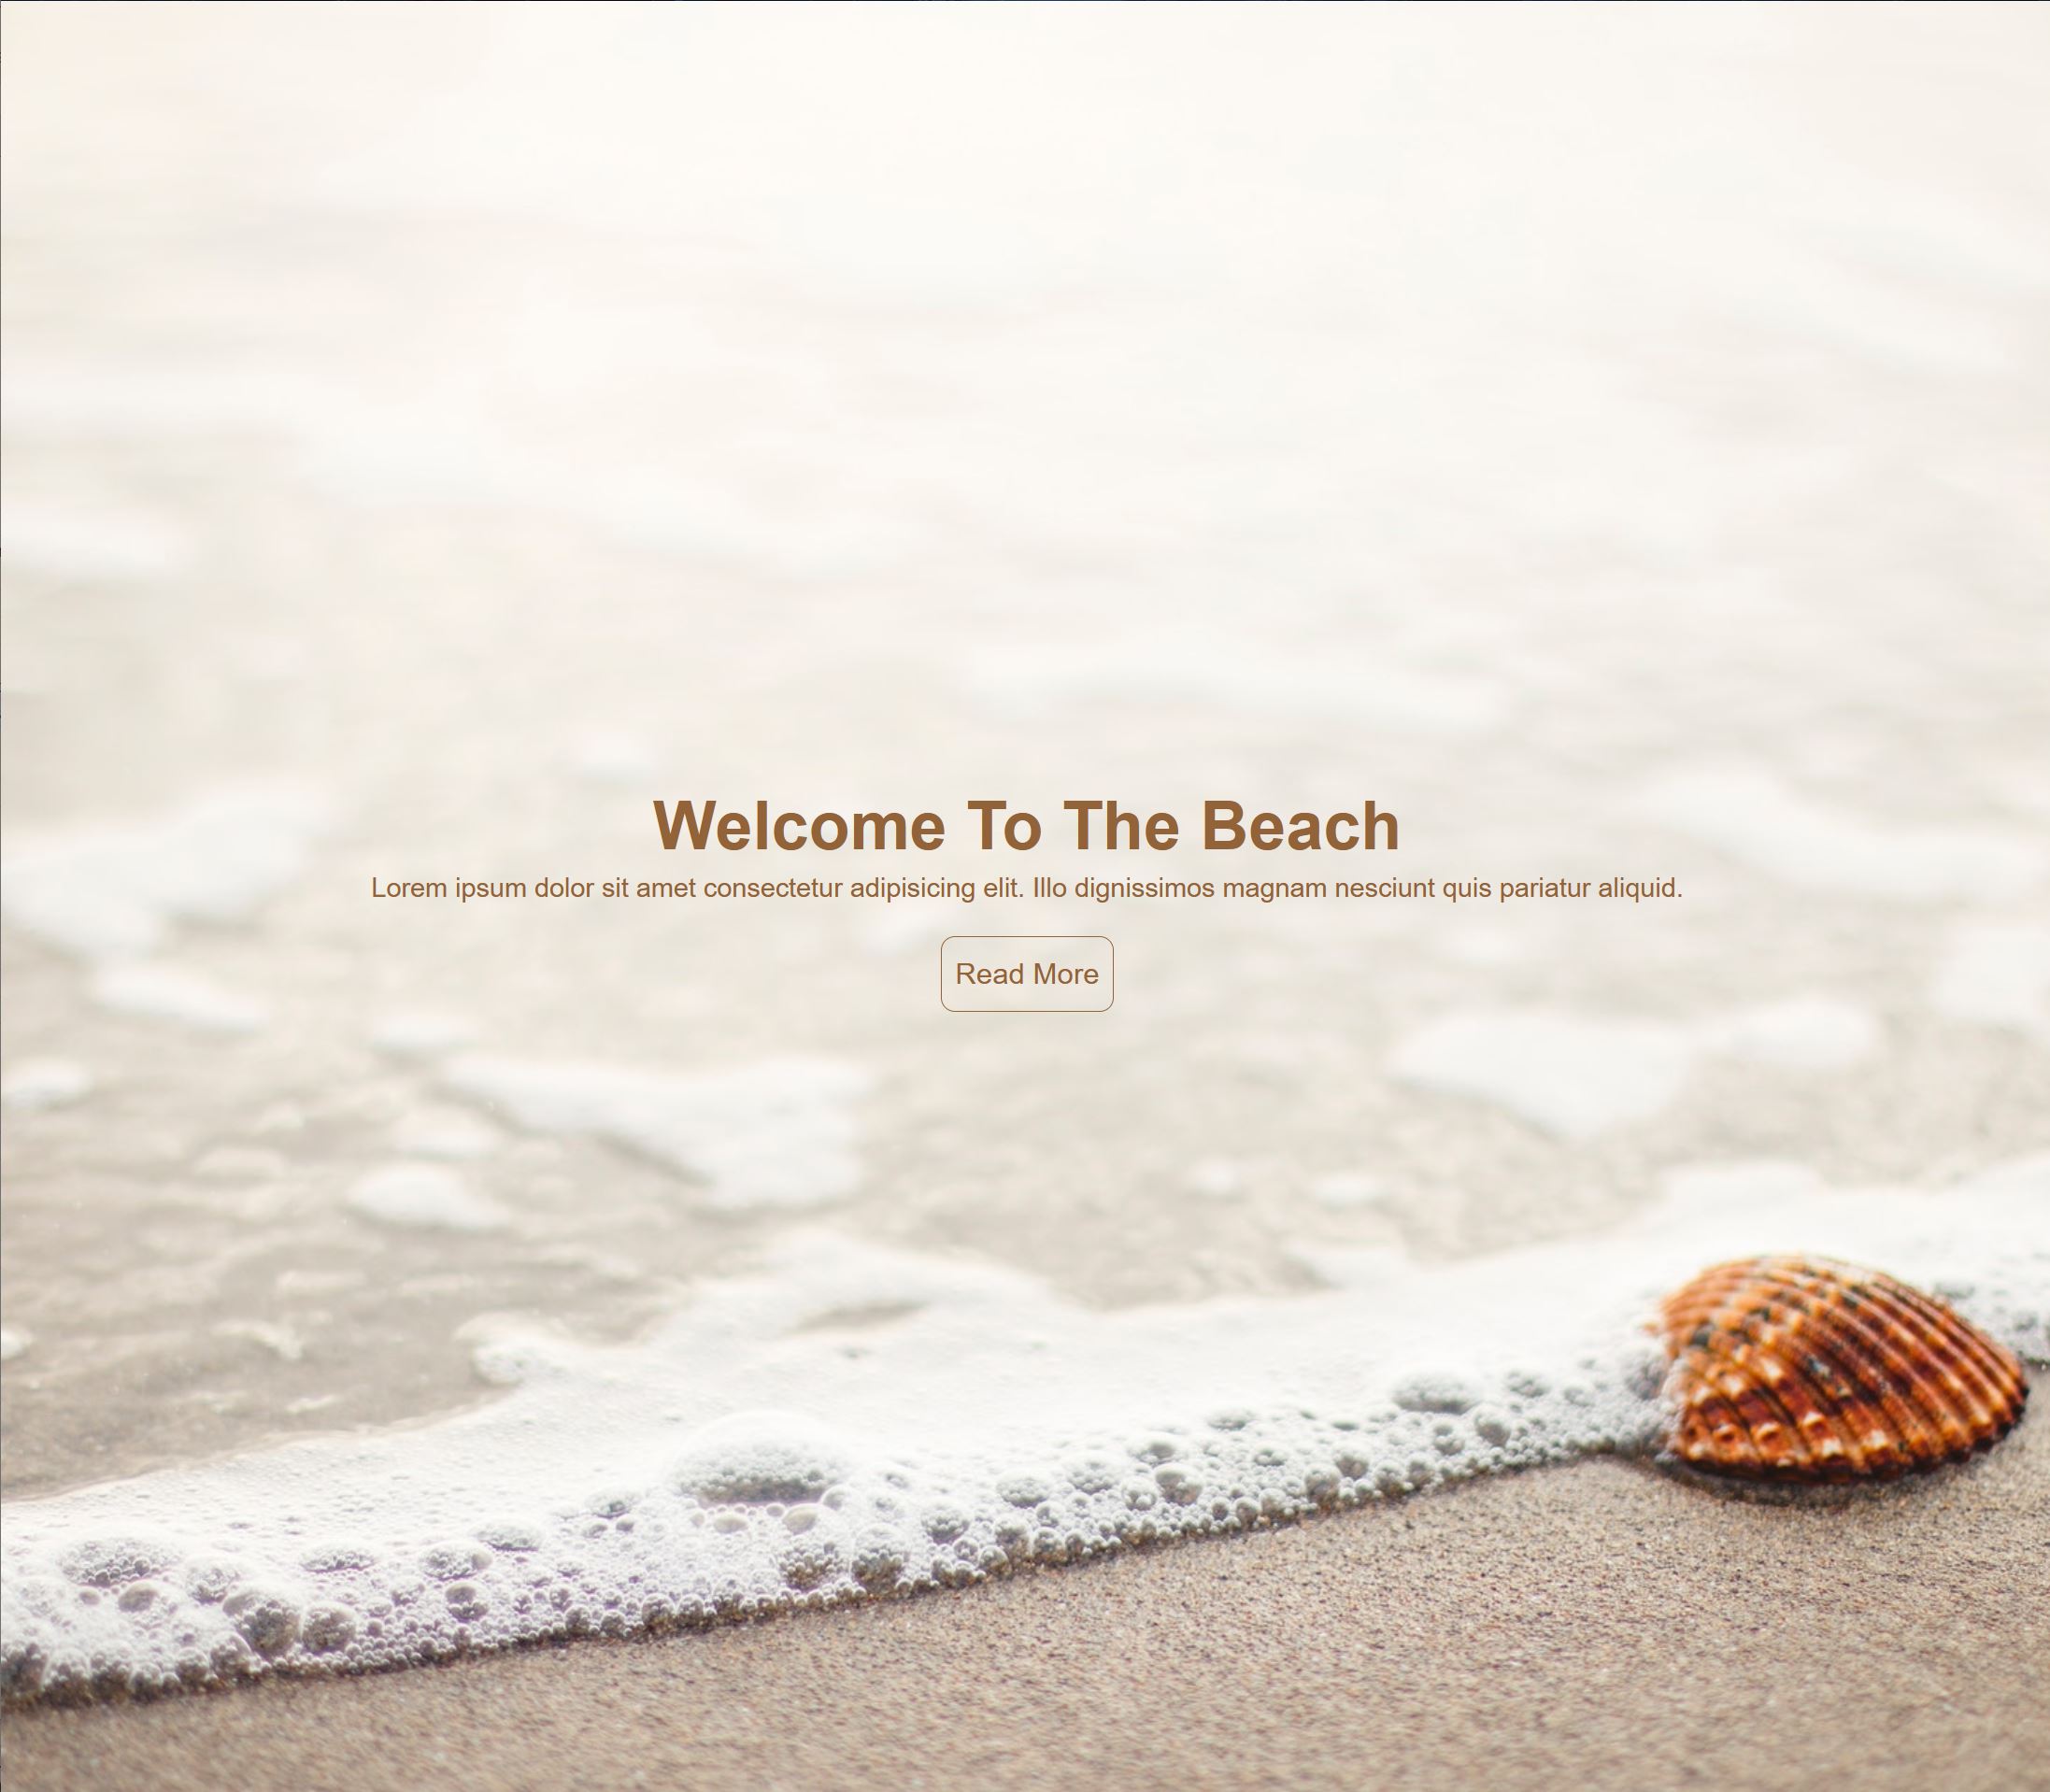 Welcome To The Beach
Lorem ipsum dolor sit amet consectetur adipisicing elit. Illo dignissimos magnam nesciunt quis pariatur aliquid.
Read More